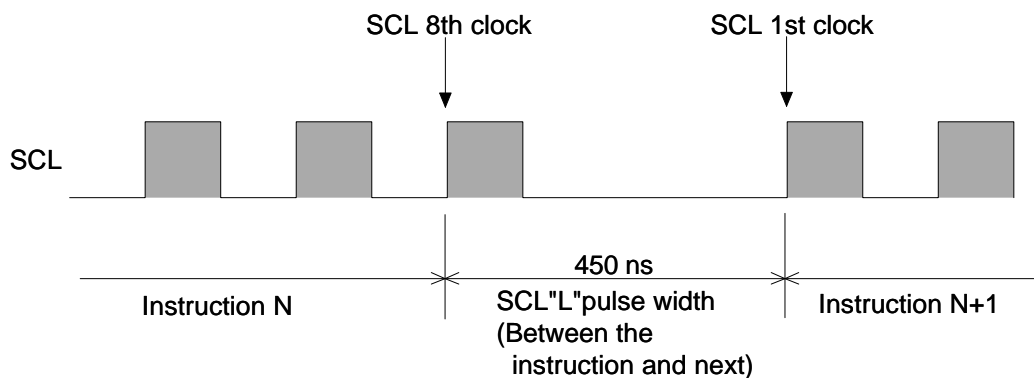 SCL 8th clock
SCL 1st clock
SCL
450 ns
Instruction N
SCL"L"pulse width
(Between the
instruction and next)
Instruction N+1